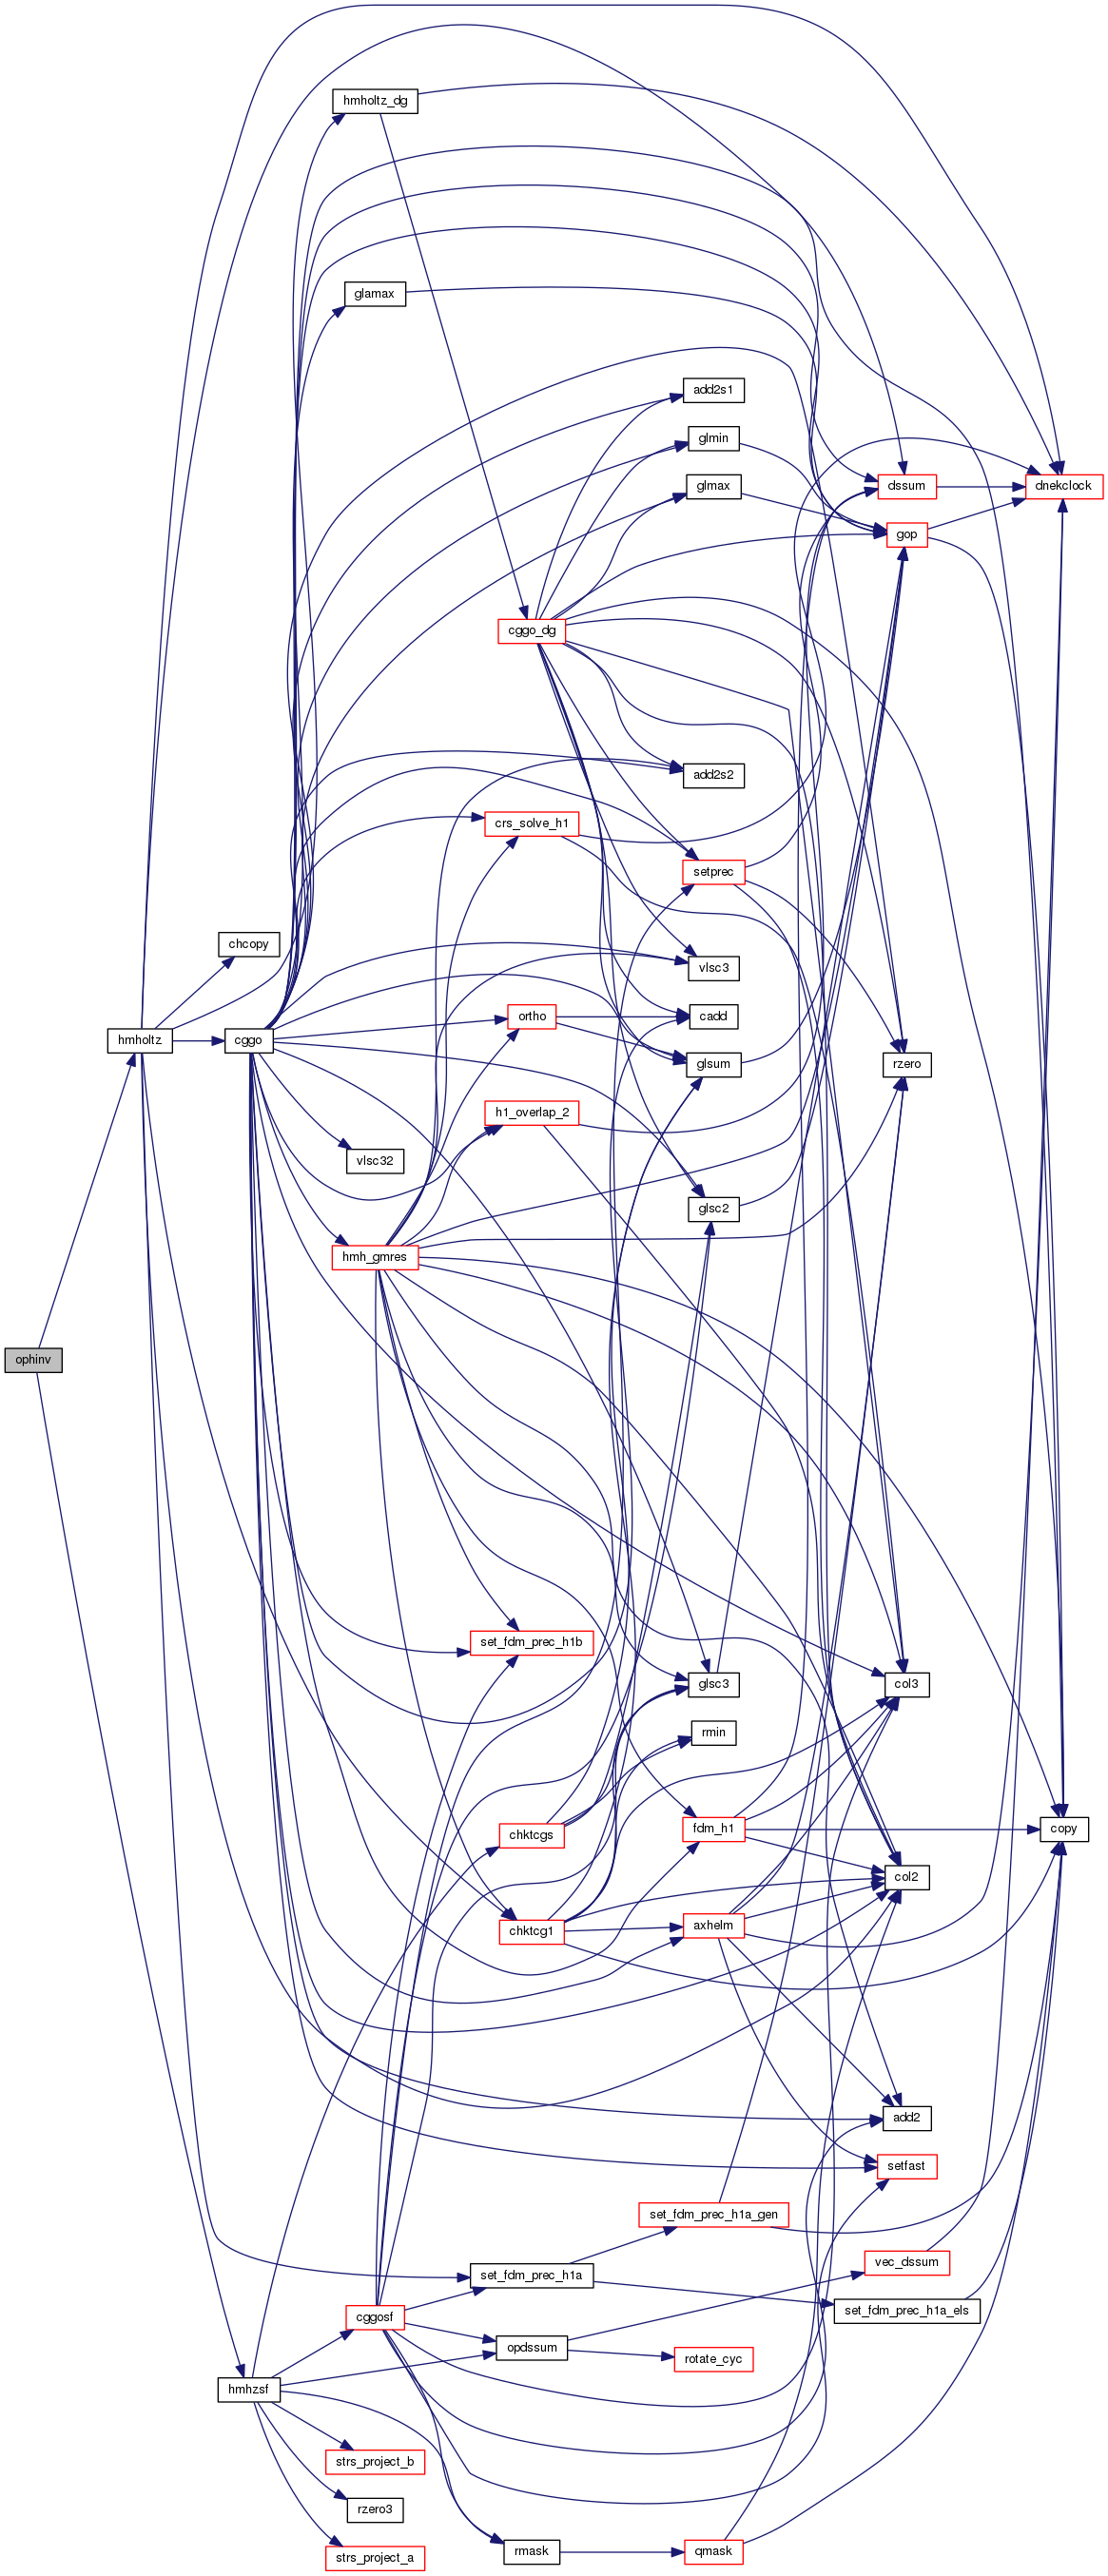 hmholtz_dg
glamax
add2s1
glmin
glmax
dssum
dnekclock
gop
cggo_dg
add2s2
crs_solve_h1
setprec
chcopy
vlsc3
ortho
cadd
hmholtz
cggo
glsum
rzero
h1_overlap_2
vlsc32
glsc2
hmh_gmres
ophinv
set_fdm_prec_h1b
glsc3
col3
rmin
chktcgs
fdm_h1
copy
col2
chktcg1
axhelm
add2
setfast
set_fdm_prec_h1a_gen
vec_dssum
set_fdm_prec_h1a
set_fdm_prec_h1a_els
cggosf
opdssum
rotate_cyc
hmhzsf
strs_project_b
rzero3
rmask
qmask
strs_project_a